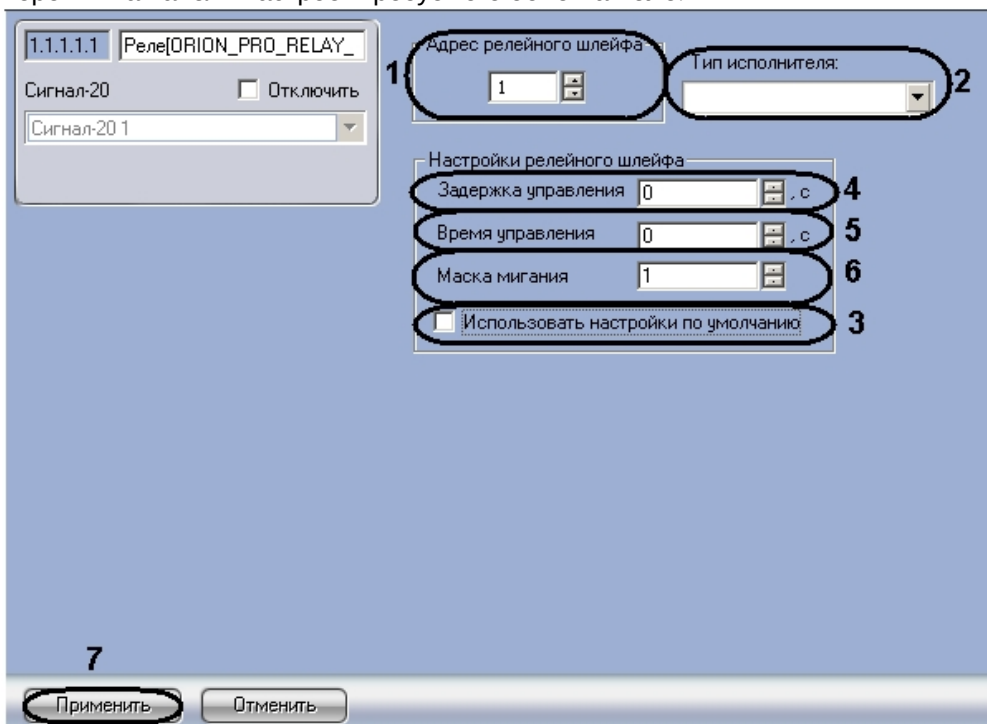 1.1.1.1.1 Реле[ORION_PRO_RELAY_
Сигнал-20 Отключить
Сигнал-20 1
1 Адрес релейного шлейфа
1
Тип исполнителя: 2
Настройки релейного шлейфа
Задержка управления 0 , с 4
Время управления 0 , с 5
Маска мигания 1 6
Использовать настройки по умолчанию 3
7
Применить Отменить